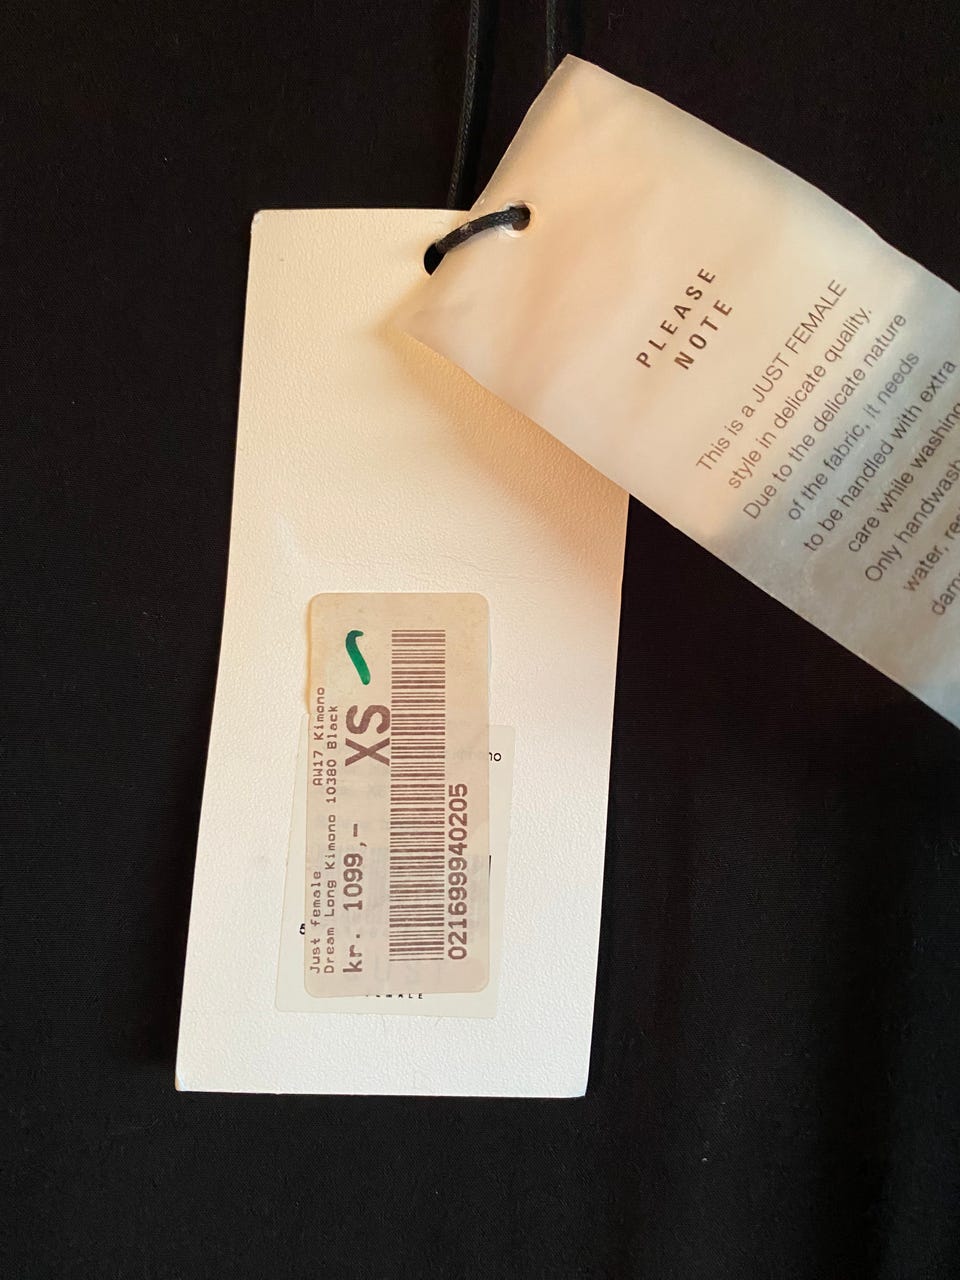 PLEASE
NOTE
This is a JUST FEMALE
style in delicate quality.
Due to the delicate nature
of the fabric, it needs
to be handled with extra
care while washing
Only handwash
water,
Just female AW17 Kimono
Dream Long Kimono 10380 Black
kr. 1099,- XS
021699940205